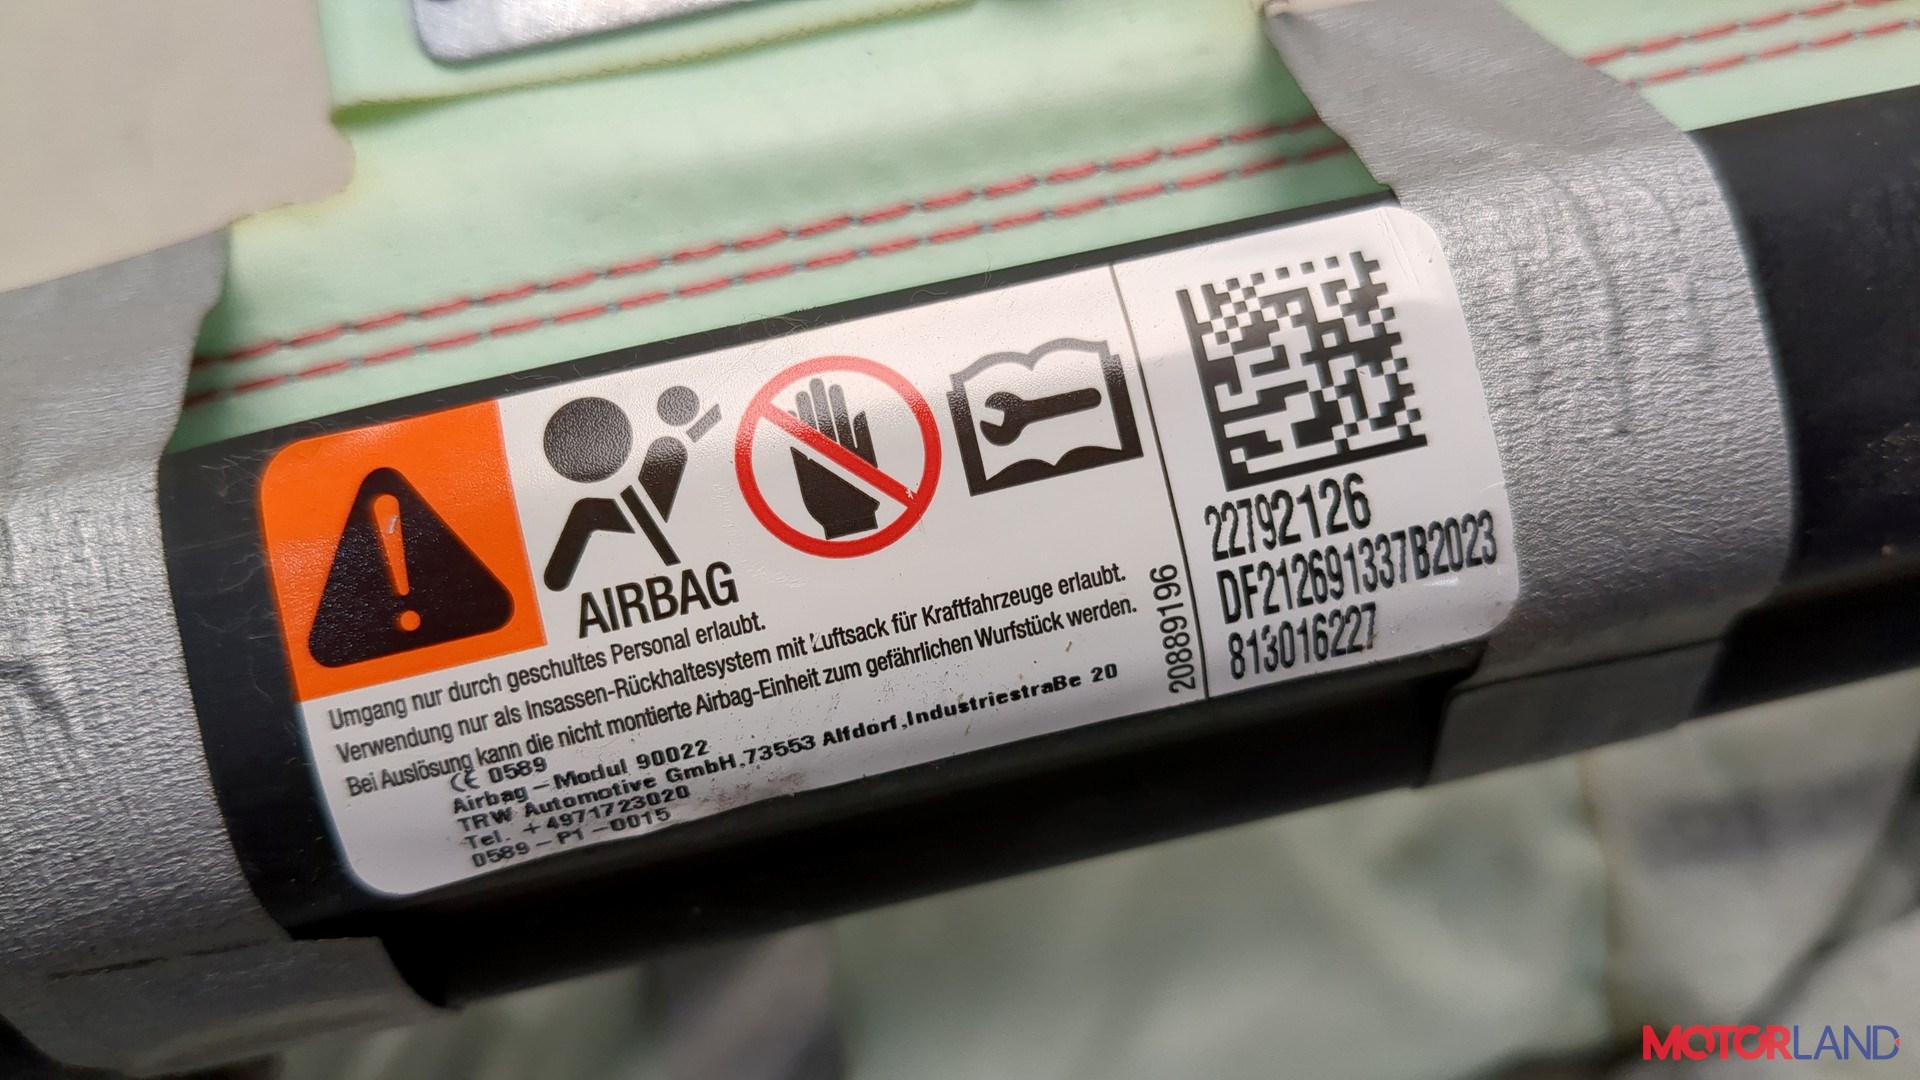 AIRBAG
Umgang nur durch geschultes Personal erlaubt.
Verwendung nur als Insassen-Rückhaltesystem mit Luftsack für Kraftfahrzeuge erlaubt.
Bei Auslösung kann die nicht montierte Airbag-Einheit zum gefährlichen Wurfstück werden.
CE 0589
Airbag - Modul 90022
TRW Automotive GmbH,73553 Alfdorf,Industriestraße 20
Tel. +4971723020
0589 - P1 - 0015
20889196
22792126
DF212691337B2023
813016227
MOTORLAND